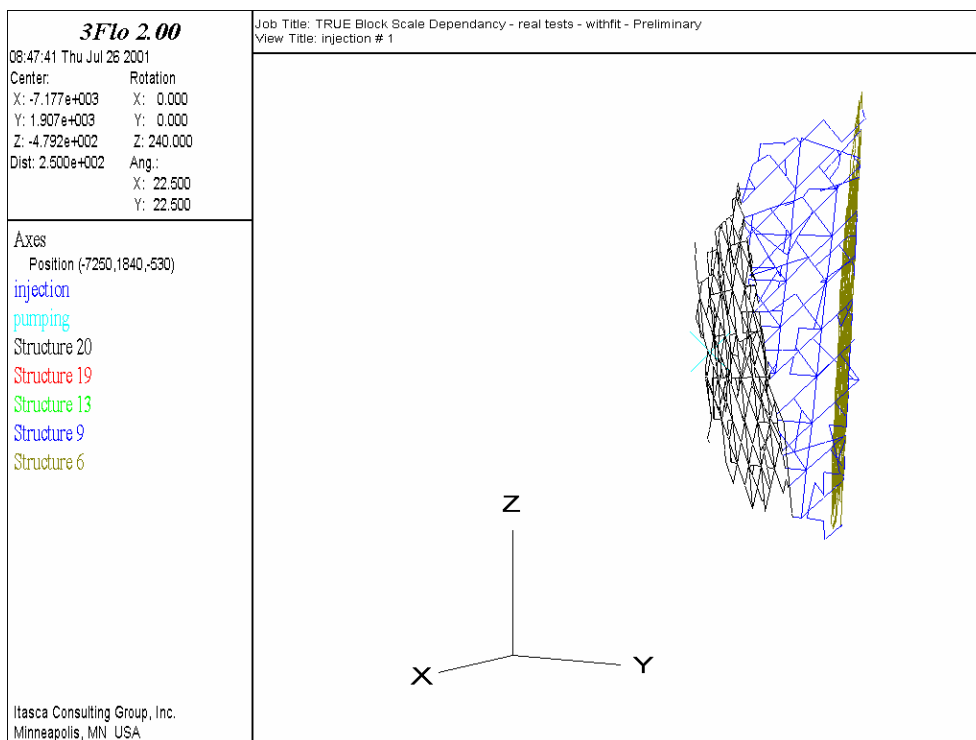 3Flo 2.00
08:47:41 Thu Jul 26 2001
Center: Rotation
X: -7.177e+003 X: 0.000
Y: 1.907e+003 Y: 0.000
Z: -4.792e+002 Z: 240.000
Dist: 2.500e+002 Ang.:
X: 22.500
Y: 22.500
Axes
Position (-7250,1840,-530)
injection
pumping
Structure 20
Structure 19
Structure 13
Structure 9
Structure 6
Itasca Consulting Group, Inc.
Minneapolis, MN USA
Job Title: TRUE Block Scale Dependancy - real tests - withfit - Preliminary
View Title: injection # 1
Z
X
Y